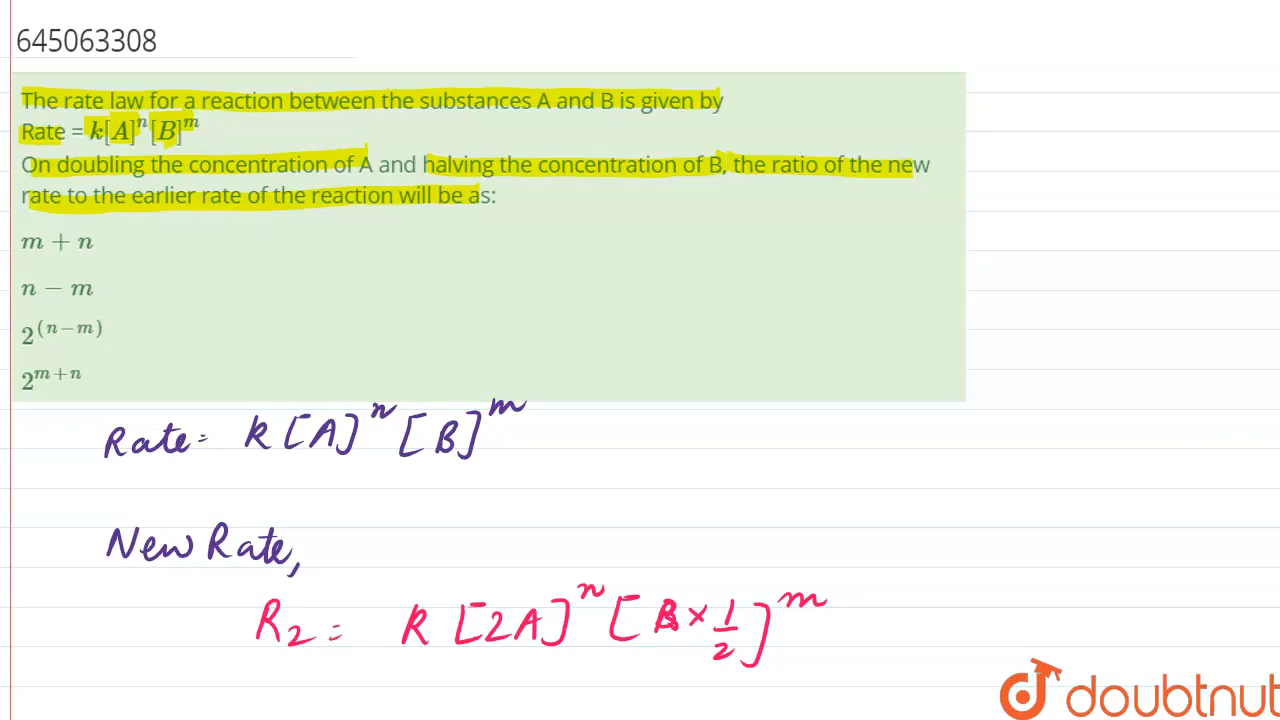 645063308
The rate law for a reaction between the substances A and B is given by
Rate = k[A]ⁿ[B]ᵐ
On doubling the concentration of A and halving the concentration of B, the ratio of the new
rate to the earlier rate of the reaction will be as:
m + n
n − m
2⁽ⁿ⁻ᵐ⁾
2ᵐ⁺ⁿ
Rate = k[A]ⁿ [B]ᵐ
New Rate,
R₂ = k [2A]ⁿ [B × 1/2]ᵐ
doubtnut